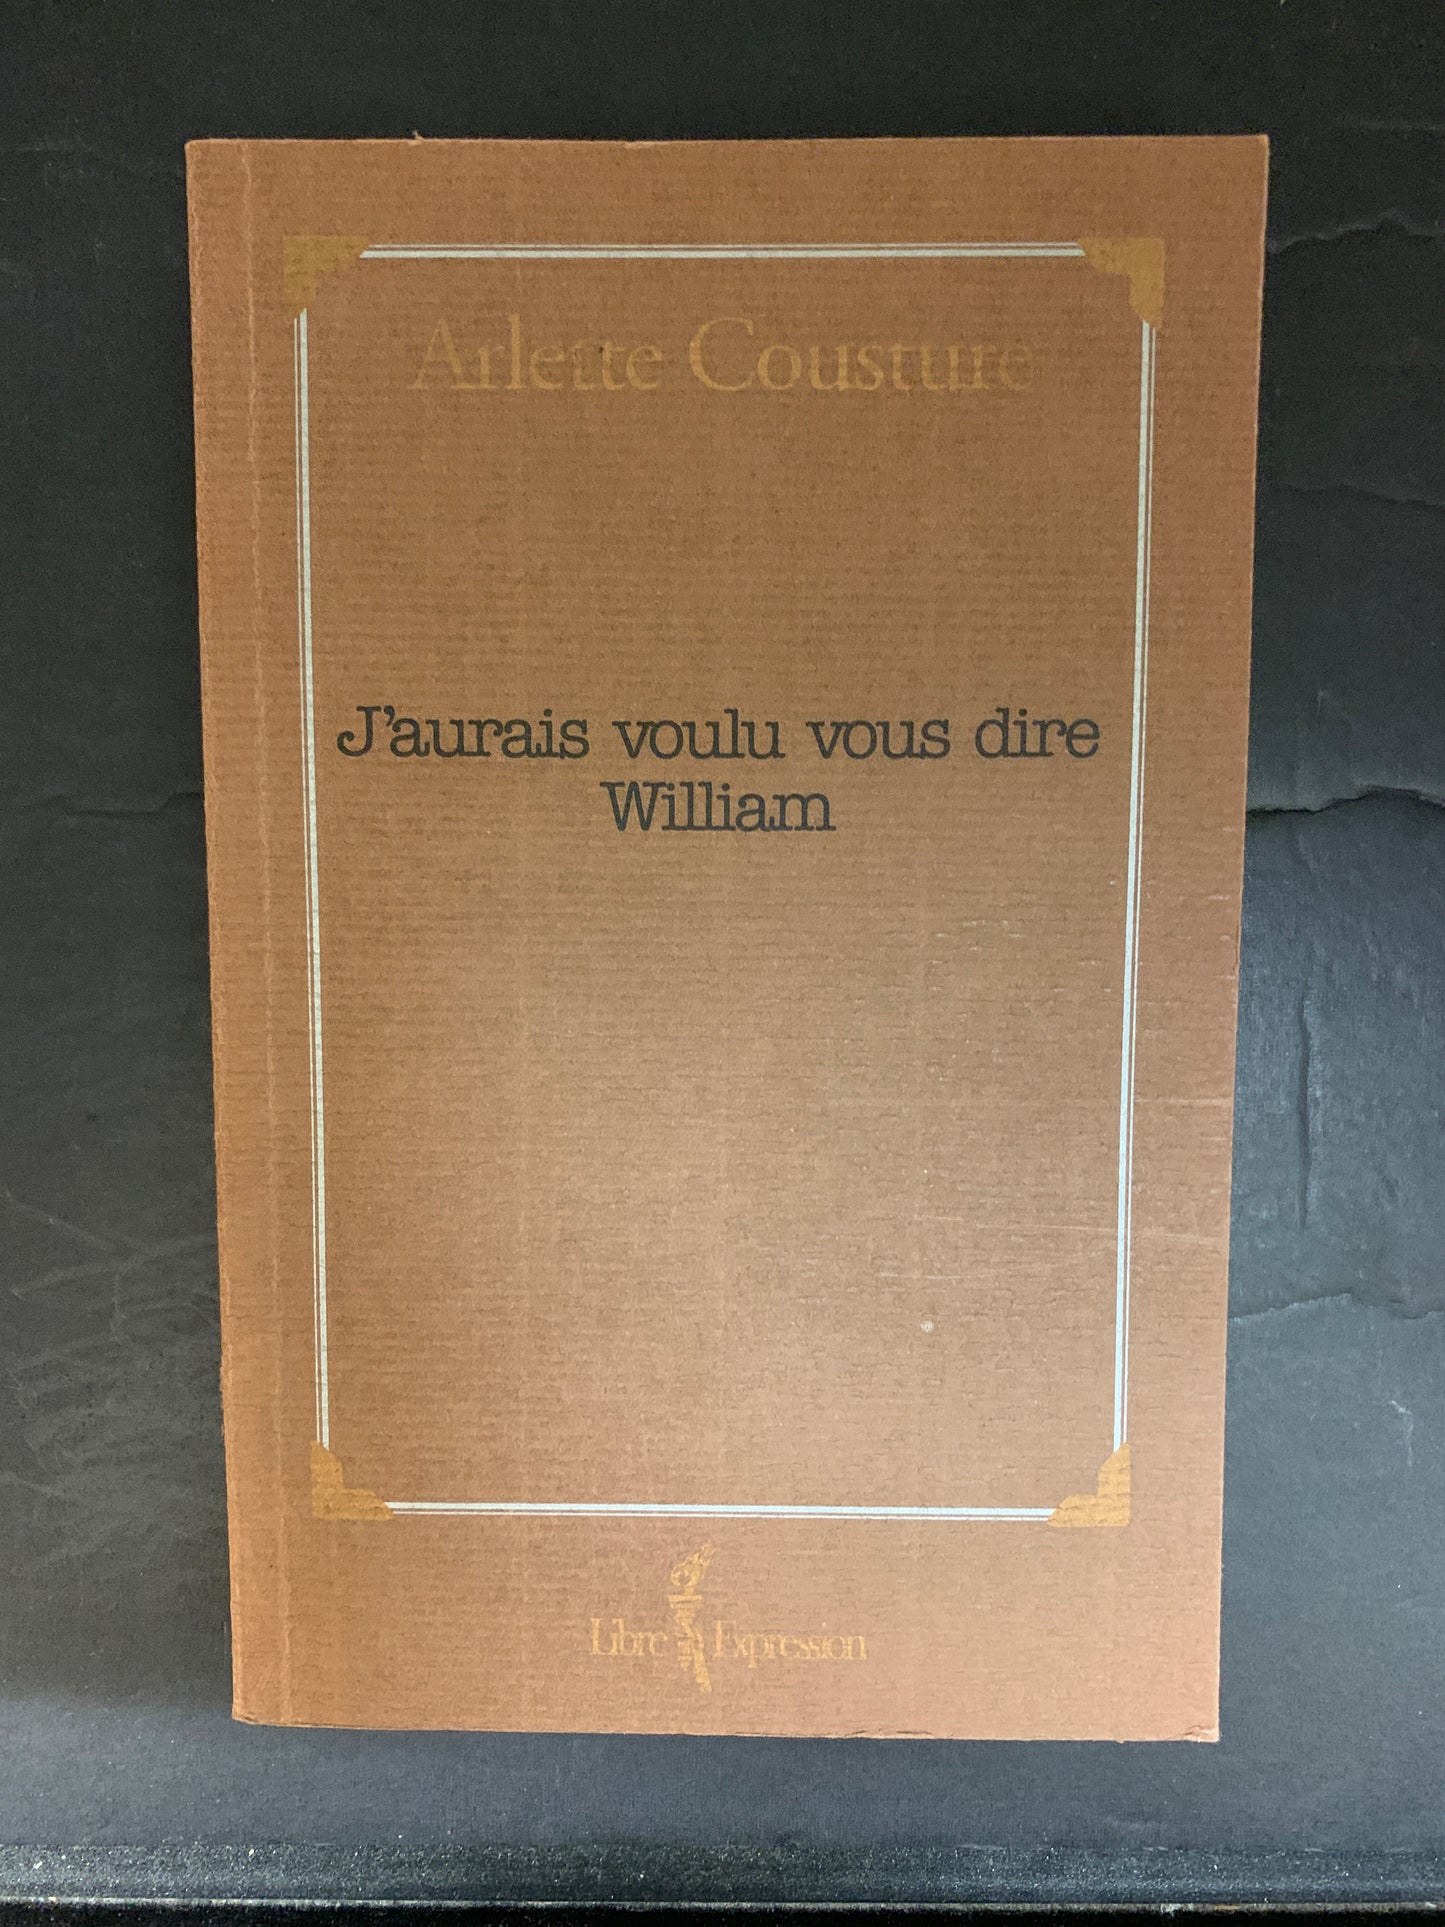 Arlette Cousture
J'aurais voulu vous dire
William
Libre Expression